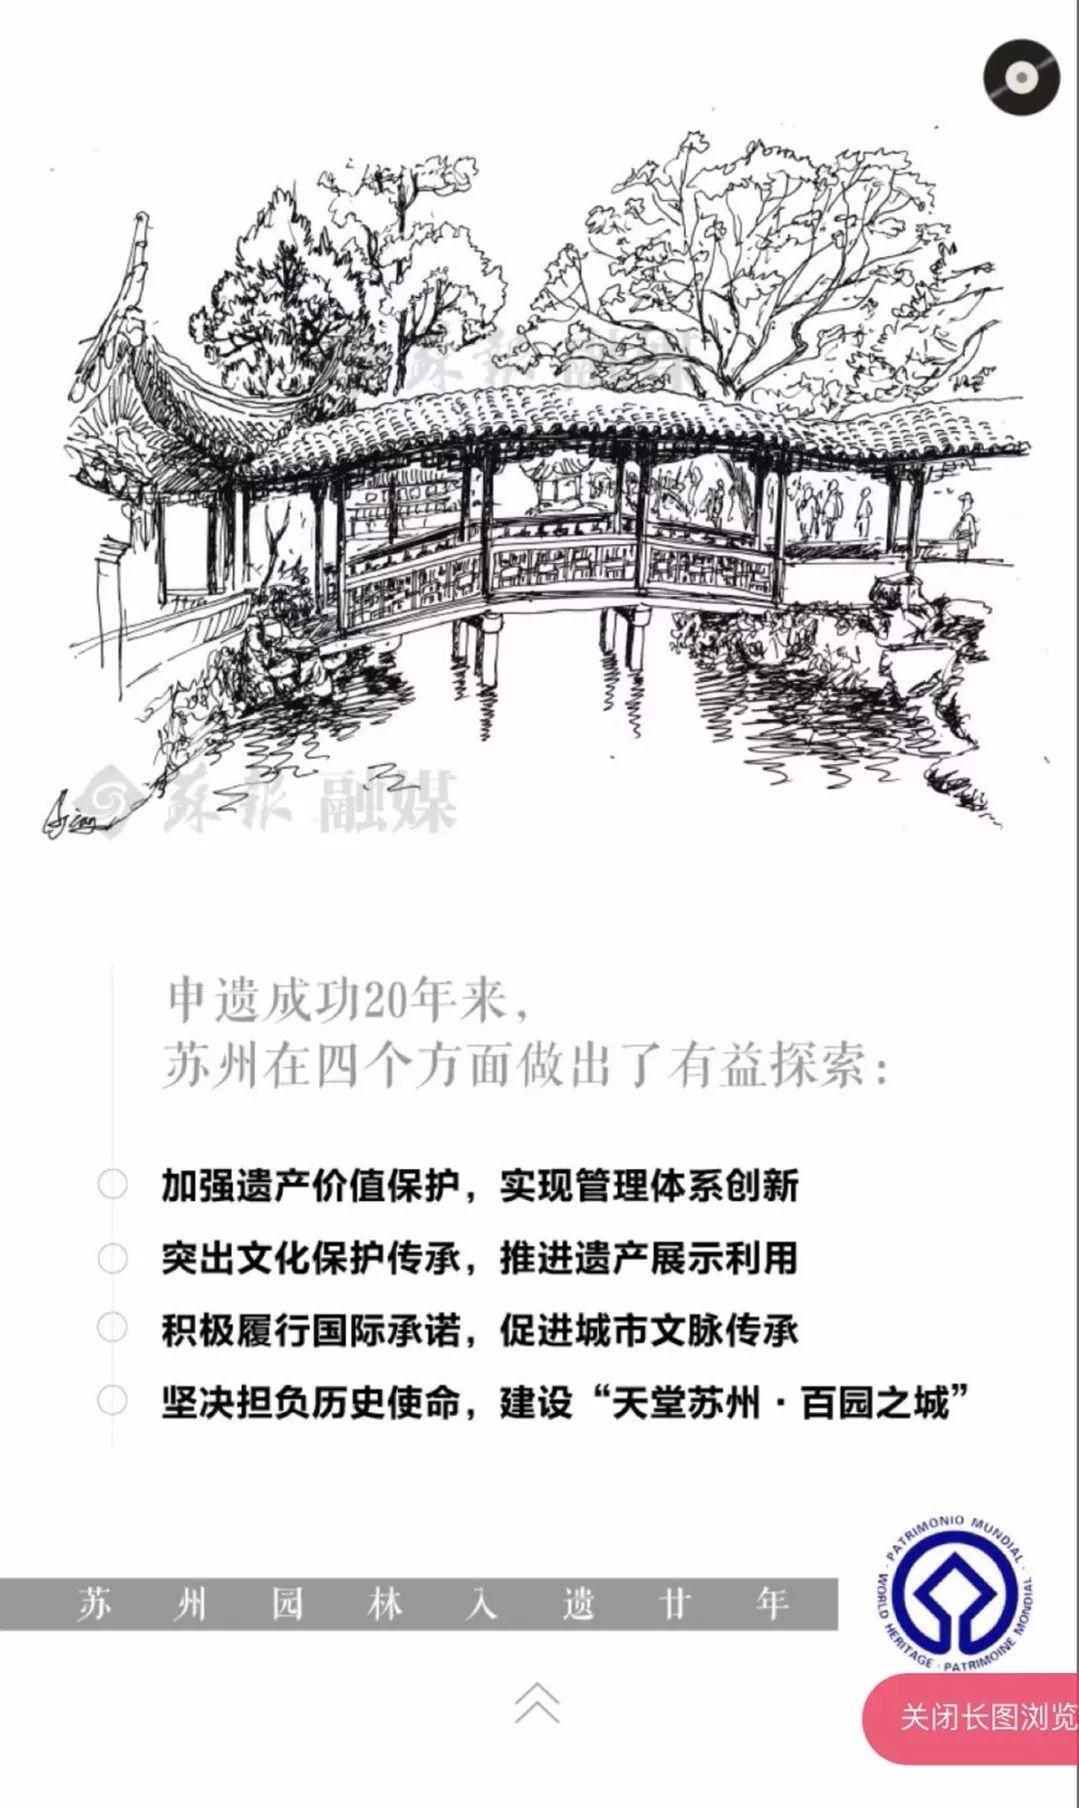 苏报 融媒
苏报 融媒
申遗成功20年来，
苏州在四个方面做出了有益探索：
加强遗产价值保护，实现管理体系创新
突出文化保护传承，推进遗产展示利用
积极履行国际承诺，促进城市文脉传承
坚决担负历史使命，建设“天堂苏州·百园之城”
苏州园林入遗廿年
WORLD HERITAGE · PATRIMONIO MUNDIAL · PATRIMOINE MONDIAL
关闭长图浏览